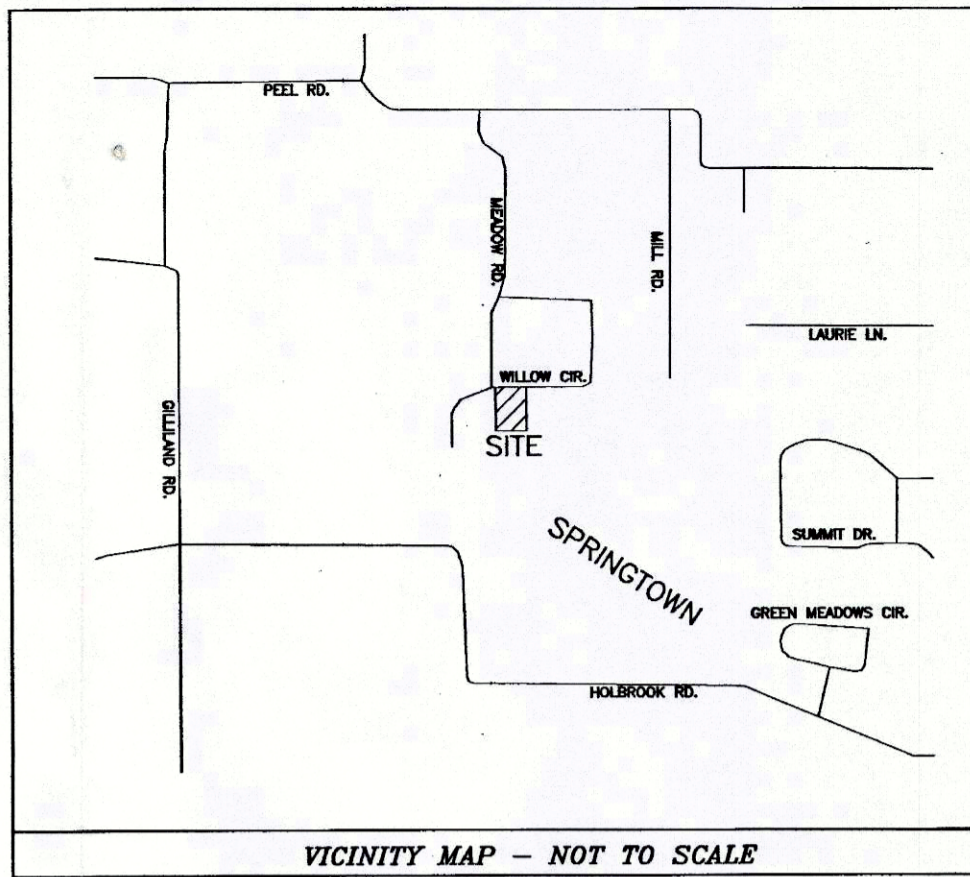 PEEL RD.
MEADOW RD.
MILL RD.
LAURIE LN.
WILLOW CIR.
GILLILAND RD.
SITE
SPRINGTOWN
SUMMIT DR.
GREEN MEADOWS CIR.
HOLBROOK RD.
VICINITY MAP – NOT TO SCALE